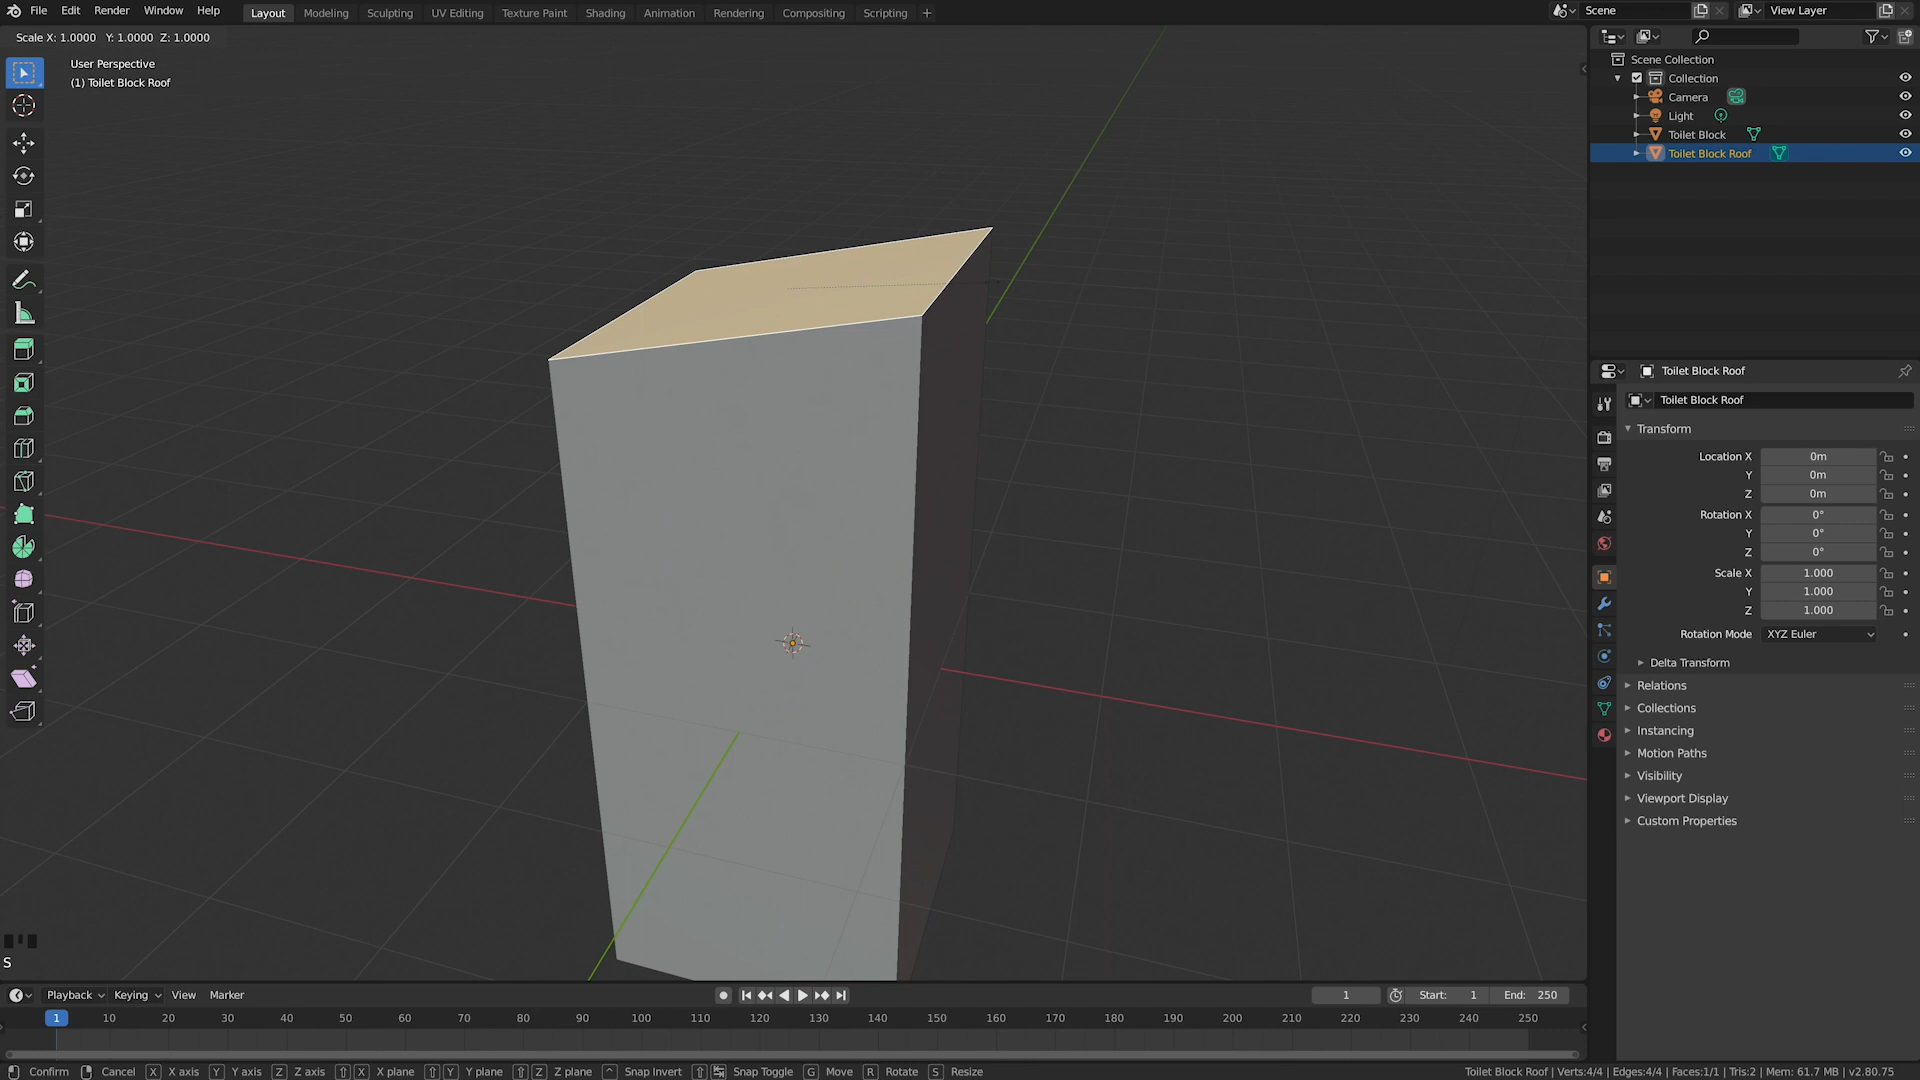 File Edit Render Window Help Layout Modeling Sculpting UV Editing Texture Paint Shading Animation Rendering Compositing Scripting + Scene View Layer
Scale X: 1.0000 Y: 1.0000 Z: 1.0000
User Perspective
(1) Toilet Block Roof
Scene Collection
Collection
Camera
Light
Toilet Block
Toilet Block Roof
Toilet Block Roof
Toilet Block Roof
Transform
Location X 0m
Y 0m
Z 0m
Rotation X 0°
Y 0°
Z 0°
Scale X 1.000
Y 1.000
Z 1.000
Rotation Mode XYZ Euler
Delta Transform
Relations
Collections
Instancing
Motion Paths
Visibility
Viewport Display
Custom Properties
S
Playback Keying View Marker 1 Start: 1 End: 250
1 10 20 30 40 50 60 70 80 90 100 110 120 130 140 150 160 170 180 190 200 210 220 230 240 250
Confirm Cancel X X axis Y Y axis Z Z axis X X plane Y Y plane Z Z plane Snap Invert Snap Toggle G Move R Rotate S Resize Toilet Block Roof | Verts:4/4 | Edges:4/4 | Faces:1/1 | Tris:2 | Mem: 61.7 MB | v2.80.75